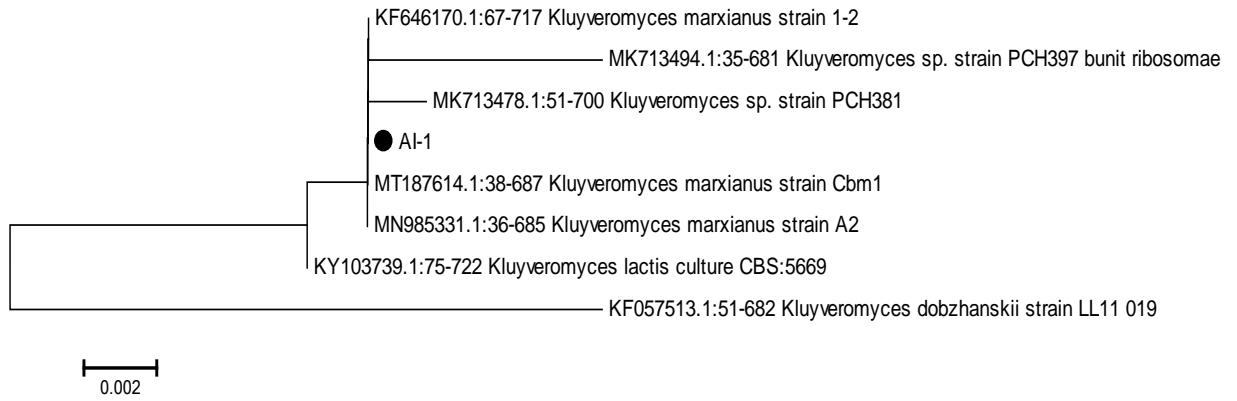 KF646170.1:67-717 Kluyveromyces marxianus strain 1-2
MK713494.1:35-681 Kluyveromyces sp. strain PCH397 bunit ribosomae
MK713478.1:51-700 Kluyveromyces sp. strain PCH381
AI-1
MT187614.1:38-687 Kluyveromyces marxianus strain Cbm1
MN985331.1:36-685 Kluyveromyces marxianus strain A2
KY103739.1:75-722 Kluyveromyces lactis culture CBS:5669
KF057513.1:51-682 Kluyveromyces dobzhanskii strain LL11 019
0.002